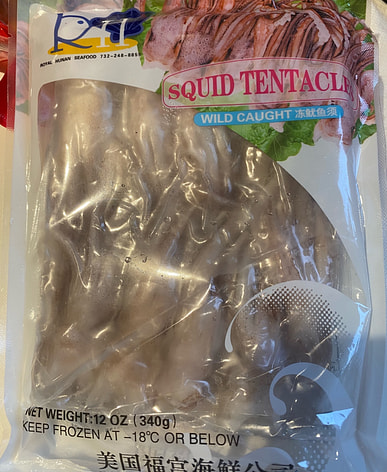 ROYAL HUNAN SEAFOOD 732-248-865
SQUID TENTACLE
WILD CAUGHT 冻鱿鱼须
NET WEIGHT:12 OZ (340g)
KEEP FROZEN AT -18℃ OR BELOW
美国福宫海鲜公司